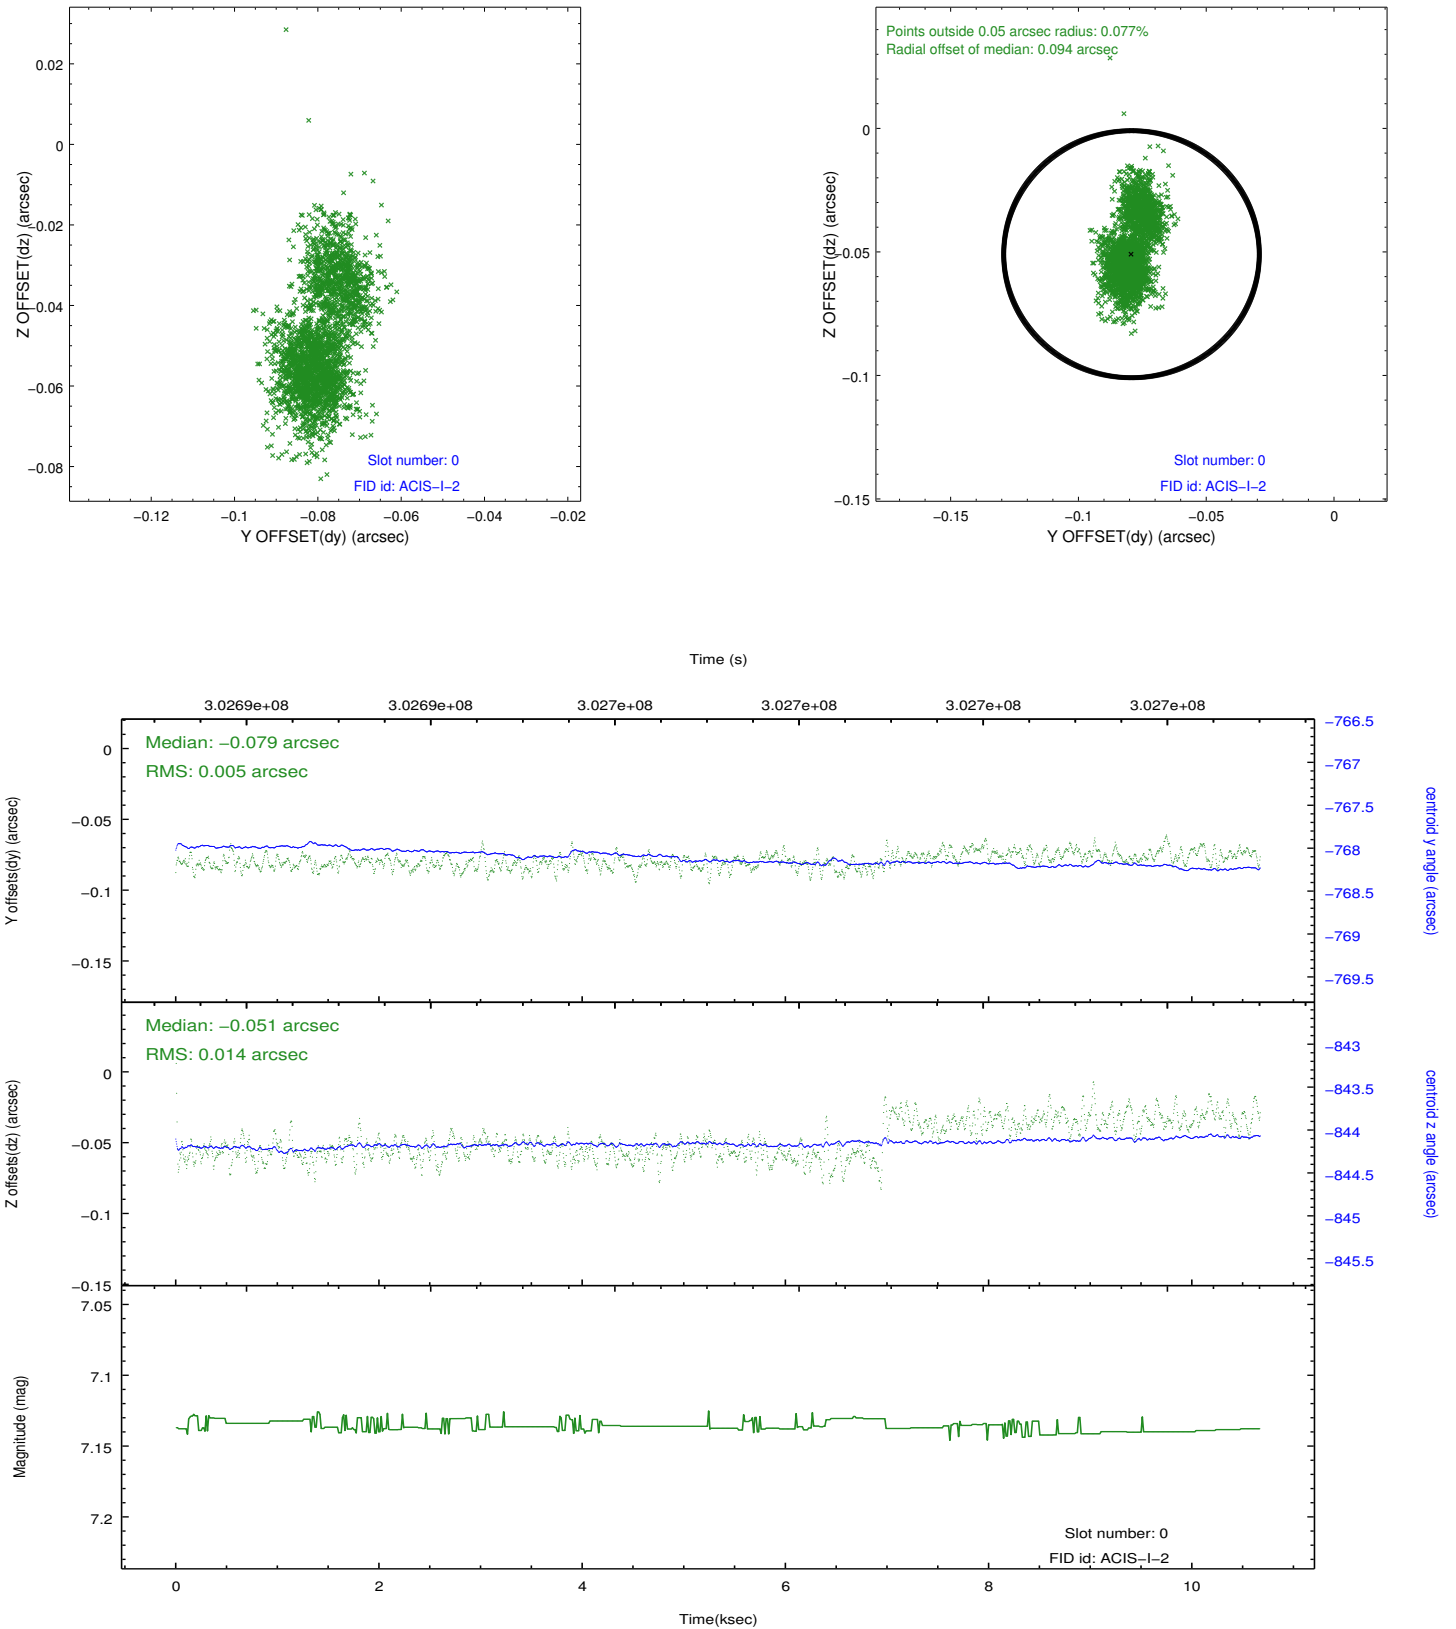 0.02
0
−0.02
−0.04
−0.06
−0.08
Z OFFSET(dz) (arcsec)
Slot number: 0
FID id: ACIS−I−2
−0.12
−0.1
−0.08
−0.06
−0.04
−0.02
Y OFFSET(dy) (arcsec)
Points outside 0.05 arcsec radius: 0.077%
Radial offset of median: 0.094 arcsec
0
−0.05
−0.1
−0.15
Z OFFSET(dz) (arcsec)
Slot number: 0
FID id: ACIS−I−2
−0.15
−0.1
−0.05
0
Y OFFSET(dy) (arcsec)
Time (s)
3.0269e+08
3.0269e+08
3.027e+08
3.027e+08
3.027e+08
3.027e+08
Median: −0.079 arcsec
RMS: 0.005 arcsec
0
−0.05
−0.1
−0.15
Y offsets(dy) (arcsec)
−766.5
−767
−767.5
−768
−768.5
−769
−769.5
centroid y angle (arcsec)
Median: −0.051 arcsec
RMS: 0.014 arcsec
0
−0.05
−0.1
−0.15
Z offsets(dz) (arcsec)
−843
−843.5
−844
−844.5
−845
−845.5
centroid z angle (arcsec)
7.05
7.1
7.15
7.2
Magnitude (mag)
Slot number: 0
FID id: ACIS−I−2
0
2
4
6
8
10
Time(ksec)